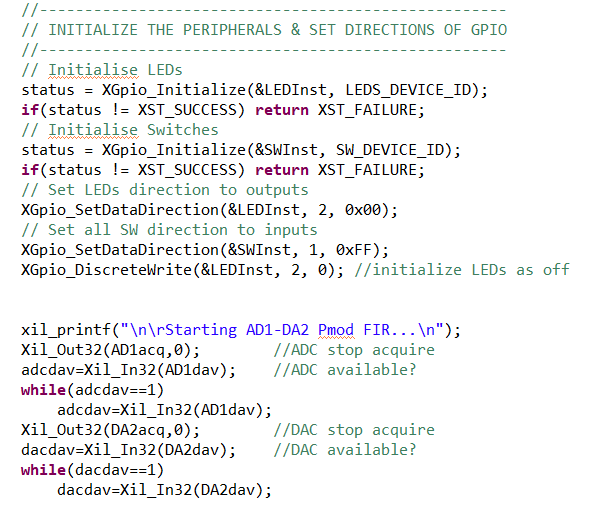 //----------------------------------------------------
// INITIALIZE THE PERIPHERALS & SET DIRECTIONS OF GPIO
//----------------------------------------------------
// Initialise LEDs
status = XGpio_Initialize(&LEDInst, LEDS_DEVICE_ID);
if(status != XST_SUCCESS) return XST_FAILURE;
// Initialise Switches
status = XGpio_Initialize(&SWInst, SW_DEVICE_ID);
if(status != XST_SUCCESS) return XST_FAILURE;
// Set LEDs direction to outputs
XGpio_SetDataDirection(&LEDInst, 2, 0x00);
// Set all SW direction to inputs
XGpio_SetDataDirection(&SWInst, 1, 0xFF);
XGpio_DiscreteWrite(&LEDInst, 2, 0); //initialize LEDs as off
xil_printf("\n\rStarting AD1-DA2 Pmod FIR...\n");
Xil_Out32(AD1acq,0);        //ADC stop acquire
adcdav=Xil_In32(AD1dav);    //ADC available?
while(adcdav==1)
    adcdav=Xil_In32(AD1dav);
Xil_Out32(DA2acq,0);        //DAC stop acquire
dacdav=Xil_In32(DA2dav);    //DAC available?
while(dacdav==1)
    dacdav=Xil_In32(DA2dav);